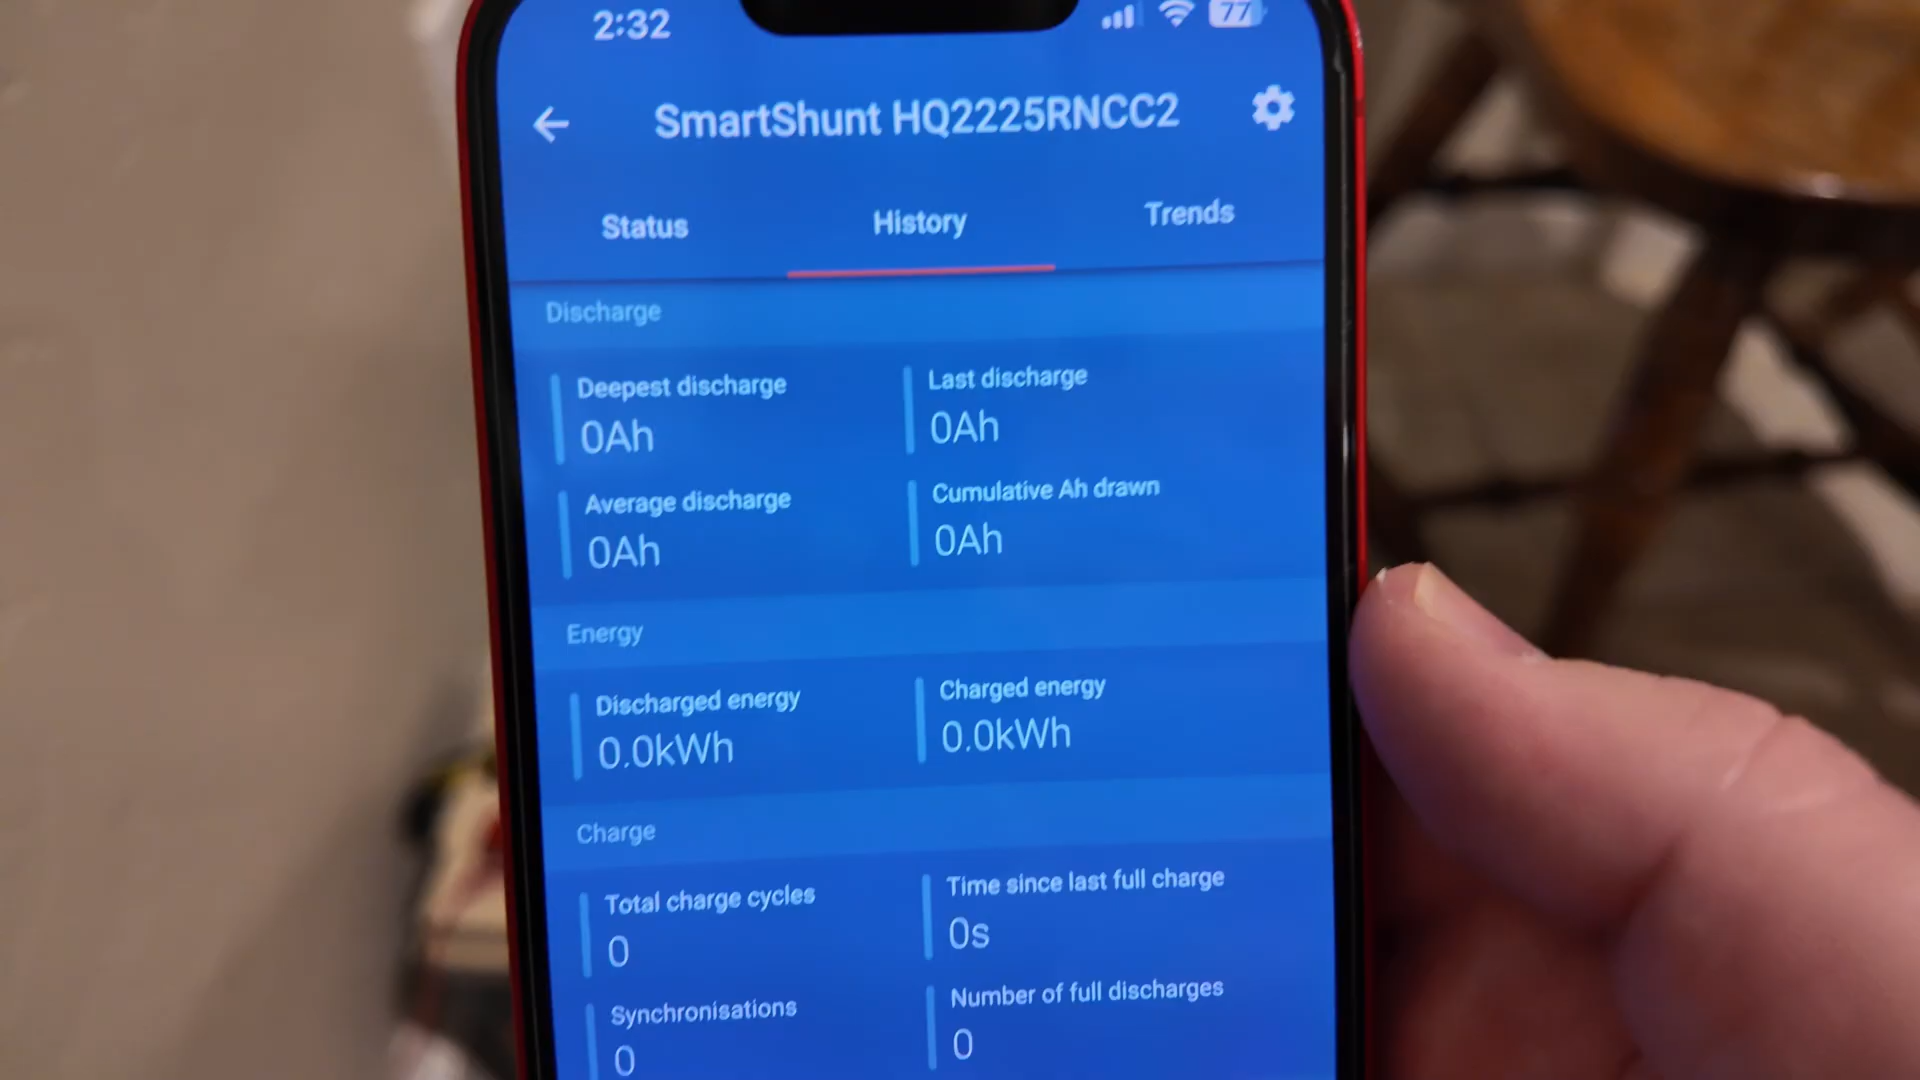 2:32
77
SmartShunt HQ2225RNCC2
Status
History
Trends
Discharge
Deepest discharge
Last discharge
0Ah
0Ah
Average discharge
Cumulative Ah drawn
0Ah
0Ah
Energy
Discharged energy
Charged energy
0.0kWh
0.0kWh
Charge
Total charge cycles
Time since last full charge
0
0s
Synchronisations
Number of full discharges
0
0